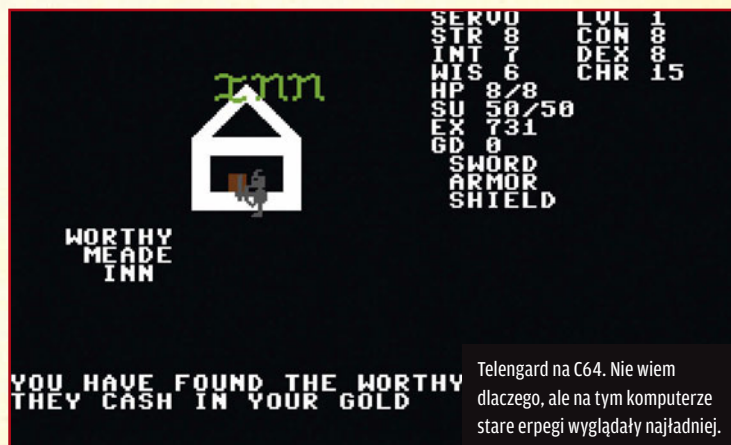 SERVO LVL 1
STR 8 CON 8
INT 7 DEX 8
WIS 6 CHR 15
HP 8/8
SU 50/50
EX 731
GD 0
SWORD
ARMOR
SHIELD
Inn
WORTHY
MEADE
INN
YOU HAVE FOUND THE WORTHY
THEY CASH IN YOUR GOLD
Telengard na C64. Nie wiem
dlaczego, ale na tym komputerze
stare erpegi wyglądały najładniej.